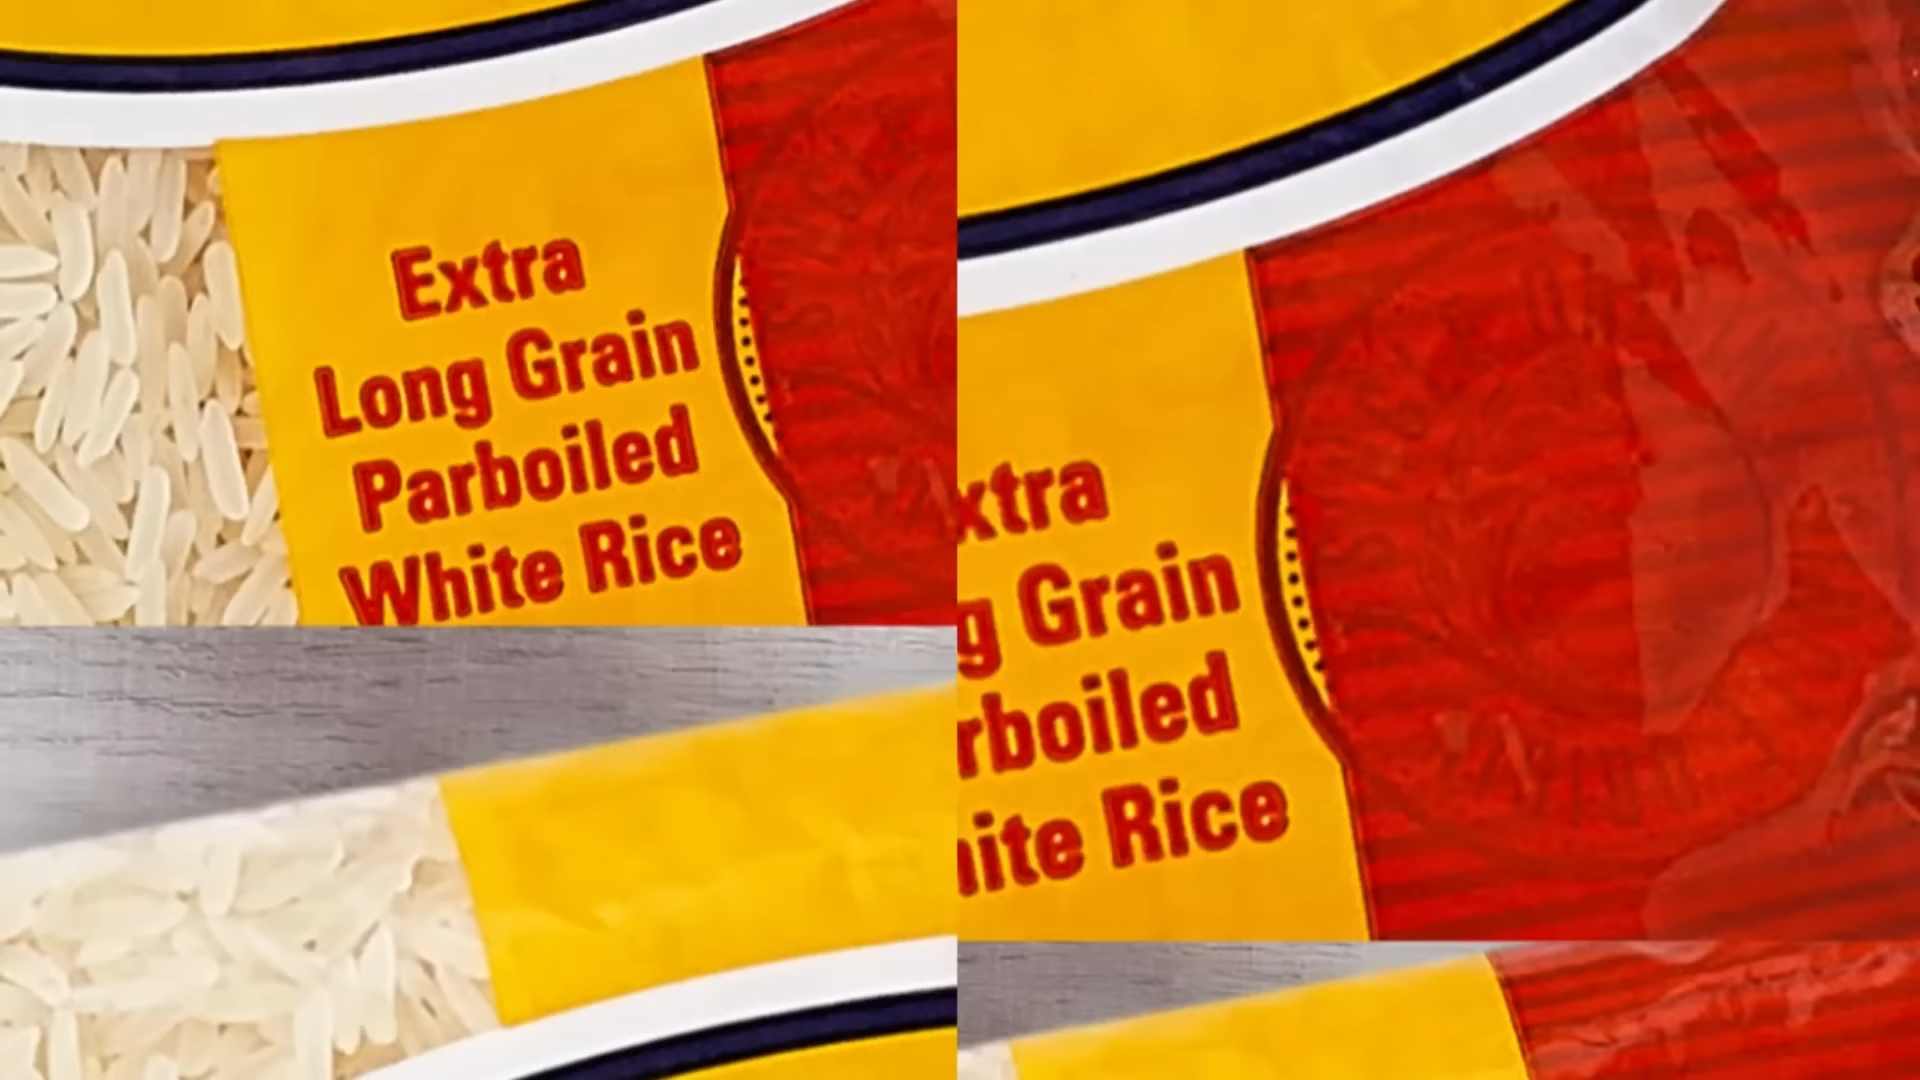 Extra
Long Grain
Parboiled
White Rice
xtra
g Grain
rboiled
ite Rice